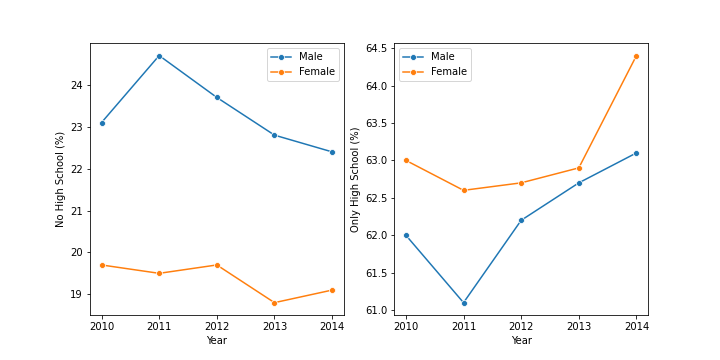 Male
Female
24
23
22
21
20
19
No High School (%)
2010 2011 2012 2013 2014
Year
Male
Female
64.5
64.0
63.5
63.0
62.5
62.0
61.5
61.0
Only High School (%)
2010 2011 2012 2013 2014
Year